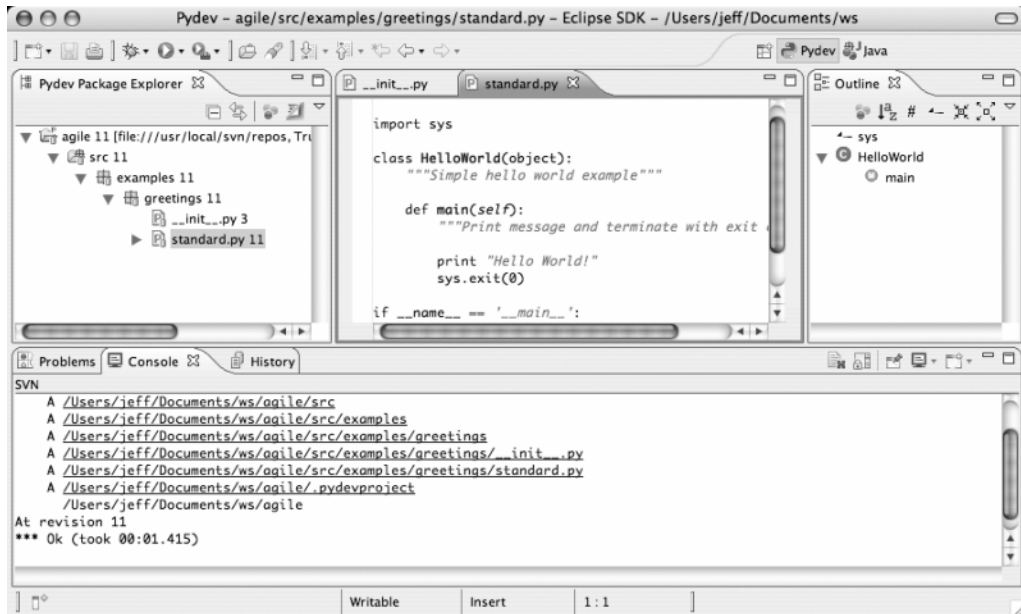 Pydev – agile/src/examples/greetings/standard.py – Eclipse SDK – /Users/jeff/Documents/ws
Pydev Java
Pydev Package Explorer
agile 11 [file:///usr/local/svn/repos, Tru
src 11
examples 11
greetings 11
__init__.py 3
standard.py 11
__init__.py standard.py
import sys
class HelloWorld(object):
"""Simple hello world example"""
def main(self):
"""Print message and terminate with exit
print "Hello World!"
sys.exit(0)
if __name__ == '__main__':
Outline
sys
HelloWorld
main
Problems Console History
SVN
A /Users/jeff/Documents/ws/agile/src
A /Users/jeff/Documents/ws/agile/src/examples
A /Users/jeff/Documents/ws/agile/src/examples/greetings
A /Users/jeff/Documents/ws/agile/src/examples/greetings/__init__.py
A /Users/jeff/Documents/ws/agile/src/examples/greetings/standard.py
A /Users/jeff/Documents/ws/agile/.pydevproject
/Users/jeff/Documents/ws/agile
At revision 11
*** Ok (took 00:01.415)
Writable Insert 1:1